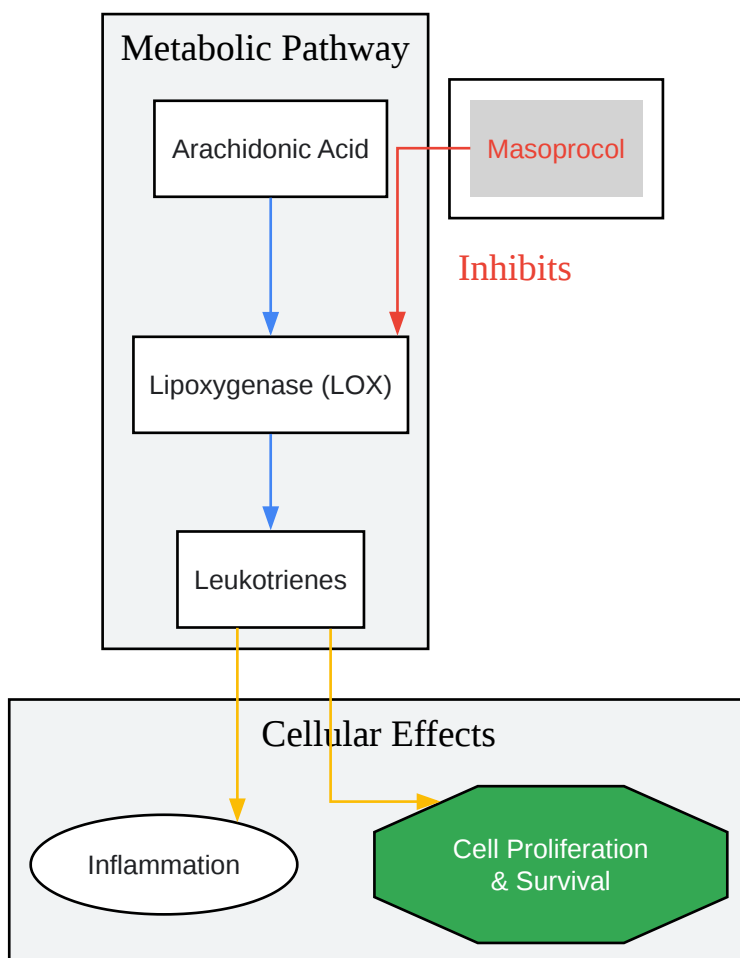 Metabolic Pathway
Arachidonic Acid
Masoprocol
Inhibits
Lipoxygenase (LOX)
Leukotrienes
Cellular Effects
Inflammation
Cell Proliferation
& Survival